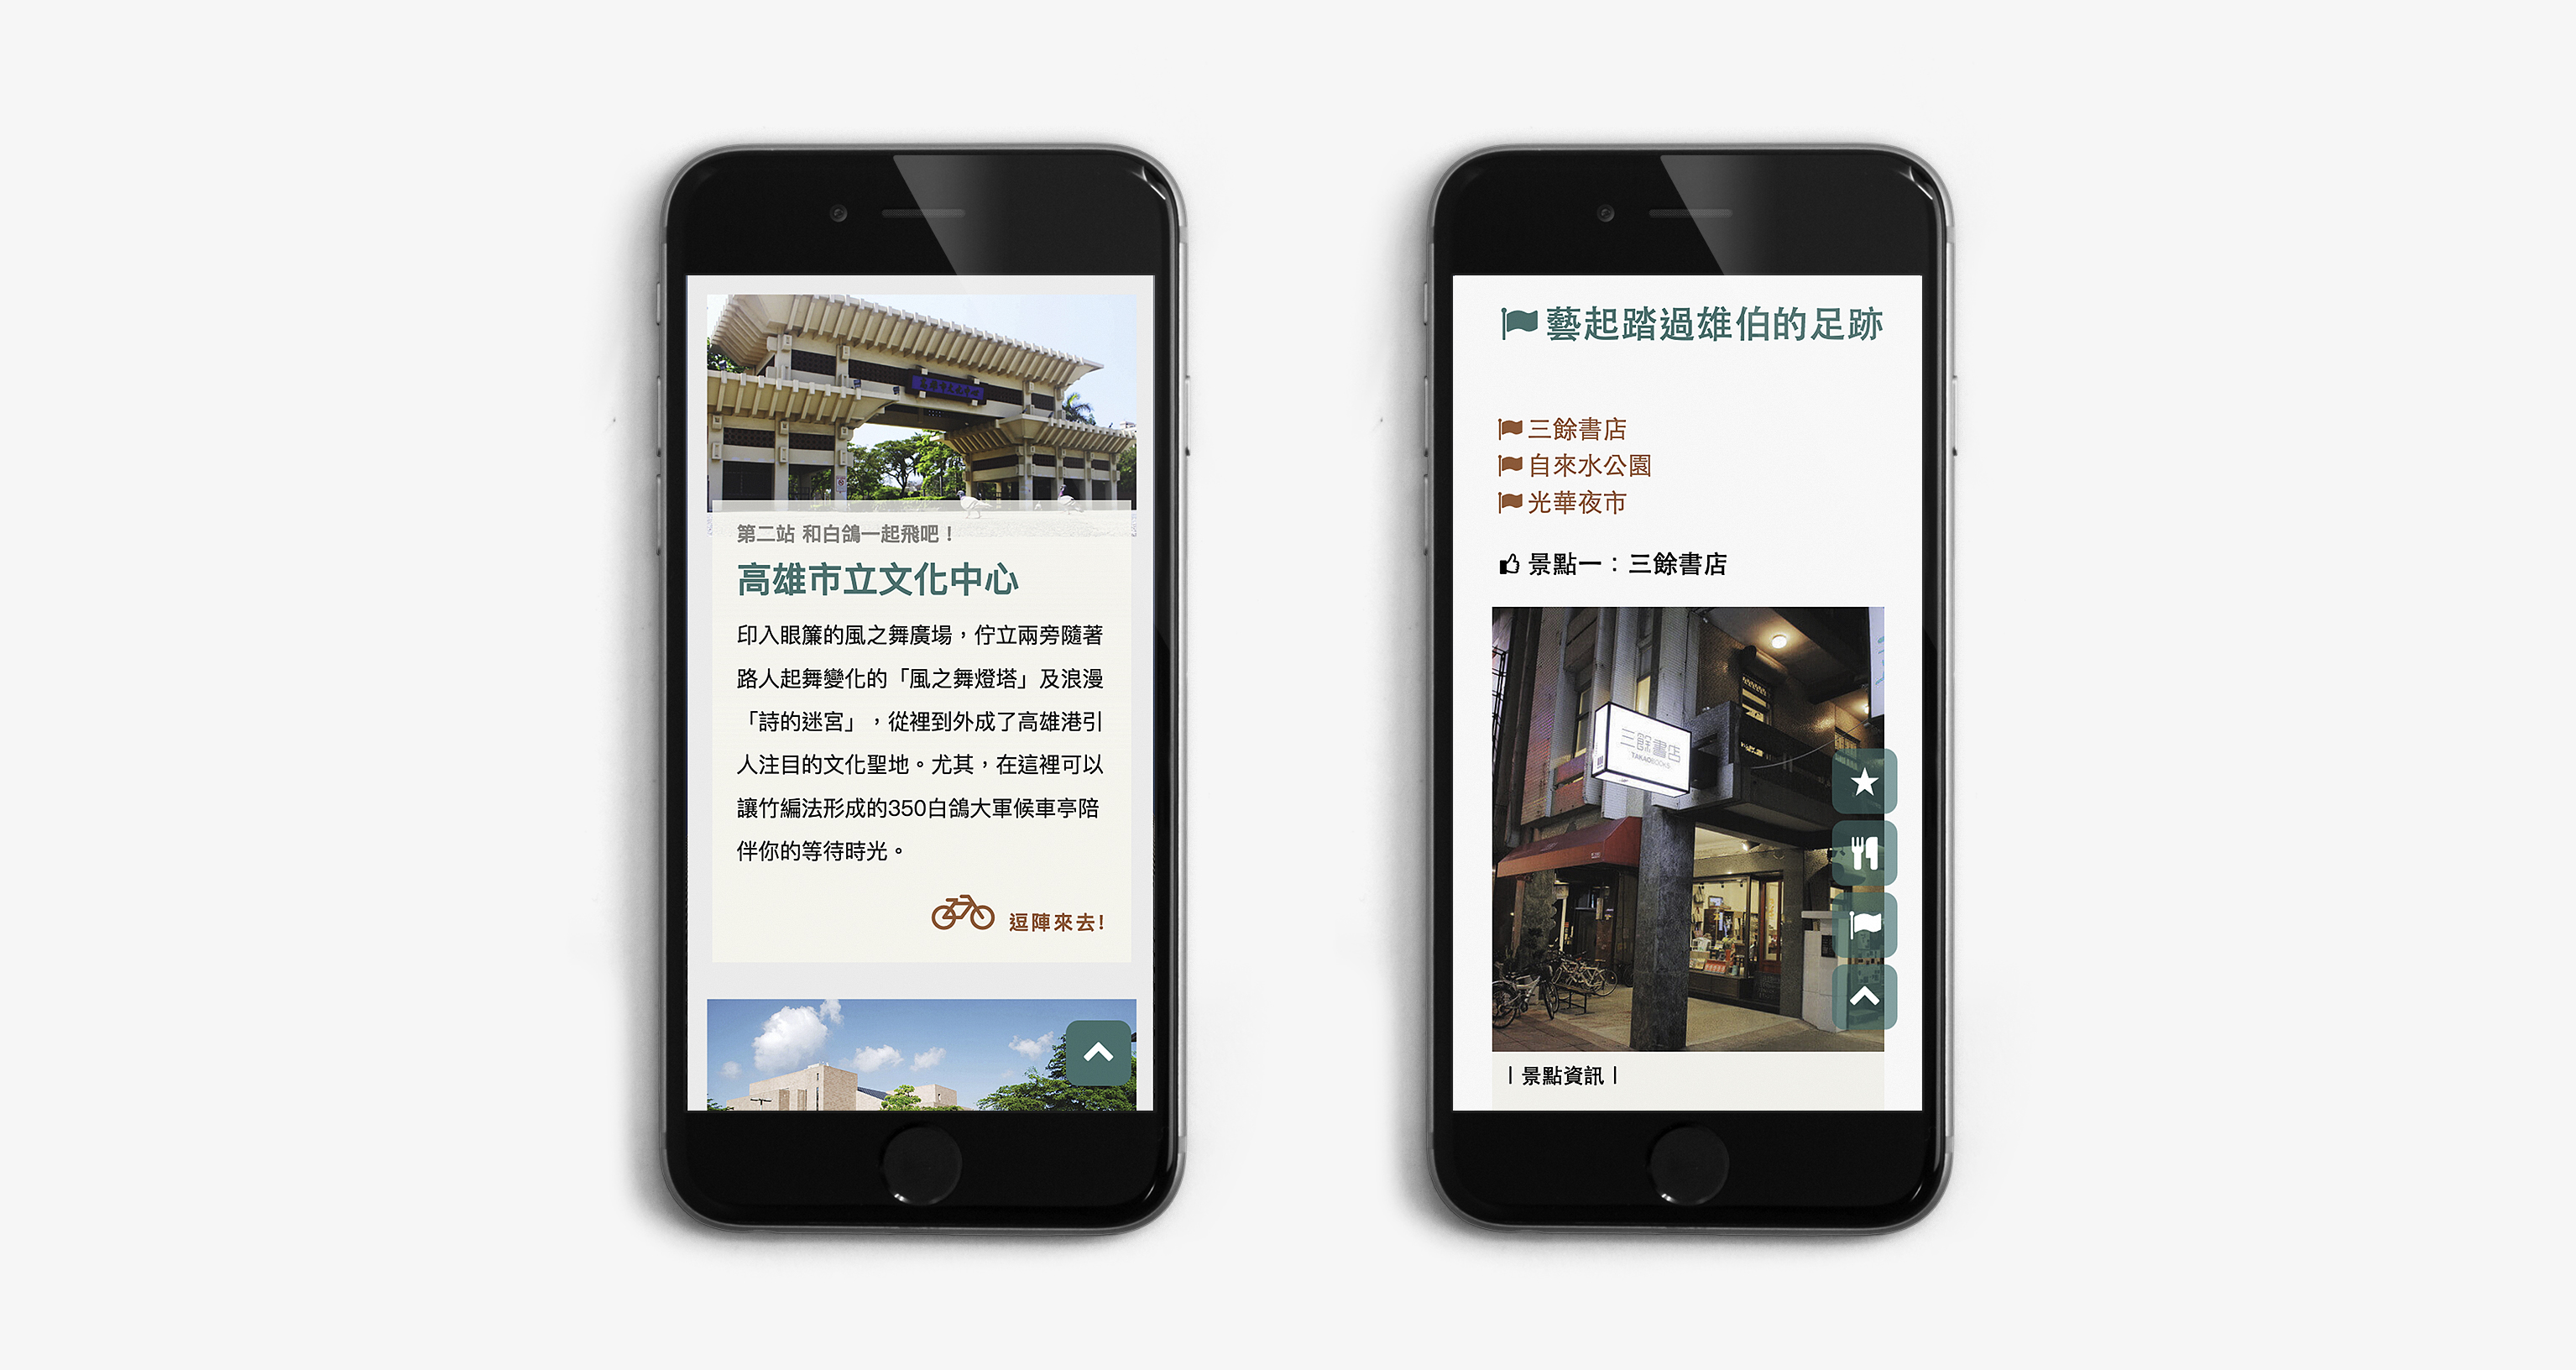 第二站 和白鴿一起飛吧！
高雄市立文化中心
印入眼簾的風之舞廣場，佇立兩旁隨著
路人起舞變化的「風之舞燈塔」及浪漫
「詩的迷宮」，從裡到外成了高雄港引
人注目的文化聖地。尤其，在這裡可以
讓竹編法形成的350白鴿大軍候車亭陪
伴你的等待時光。
逗陣來去!
藝起踏過雄伯的足跡
三餘書店
自來水公園
光華夜市
景點一：三餘書店
三餘書店
TAKAOBOOKS
| 景點資訊 |